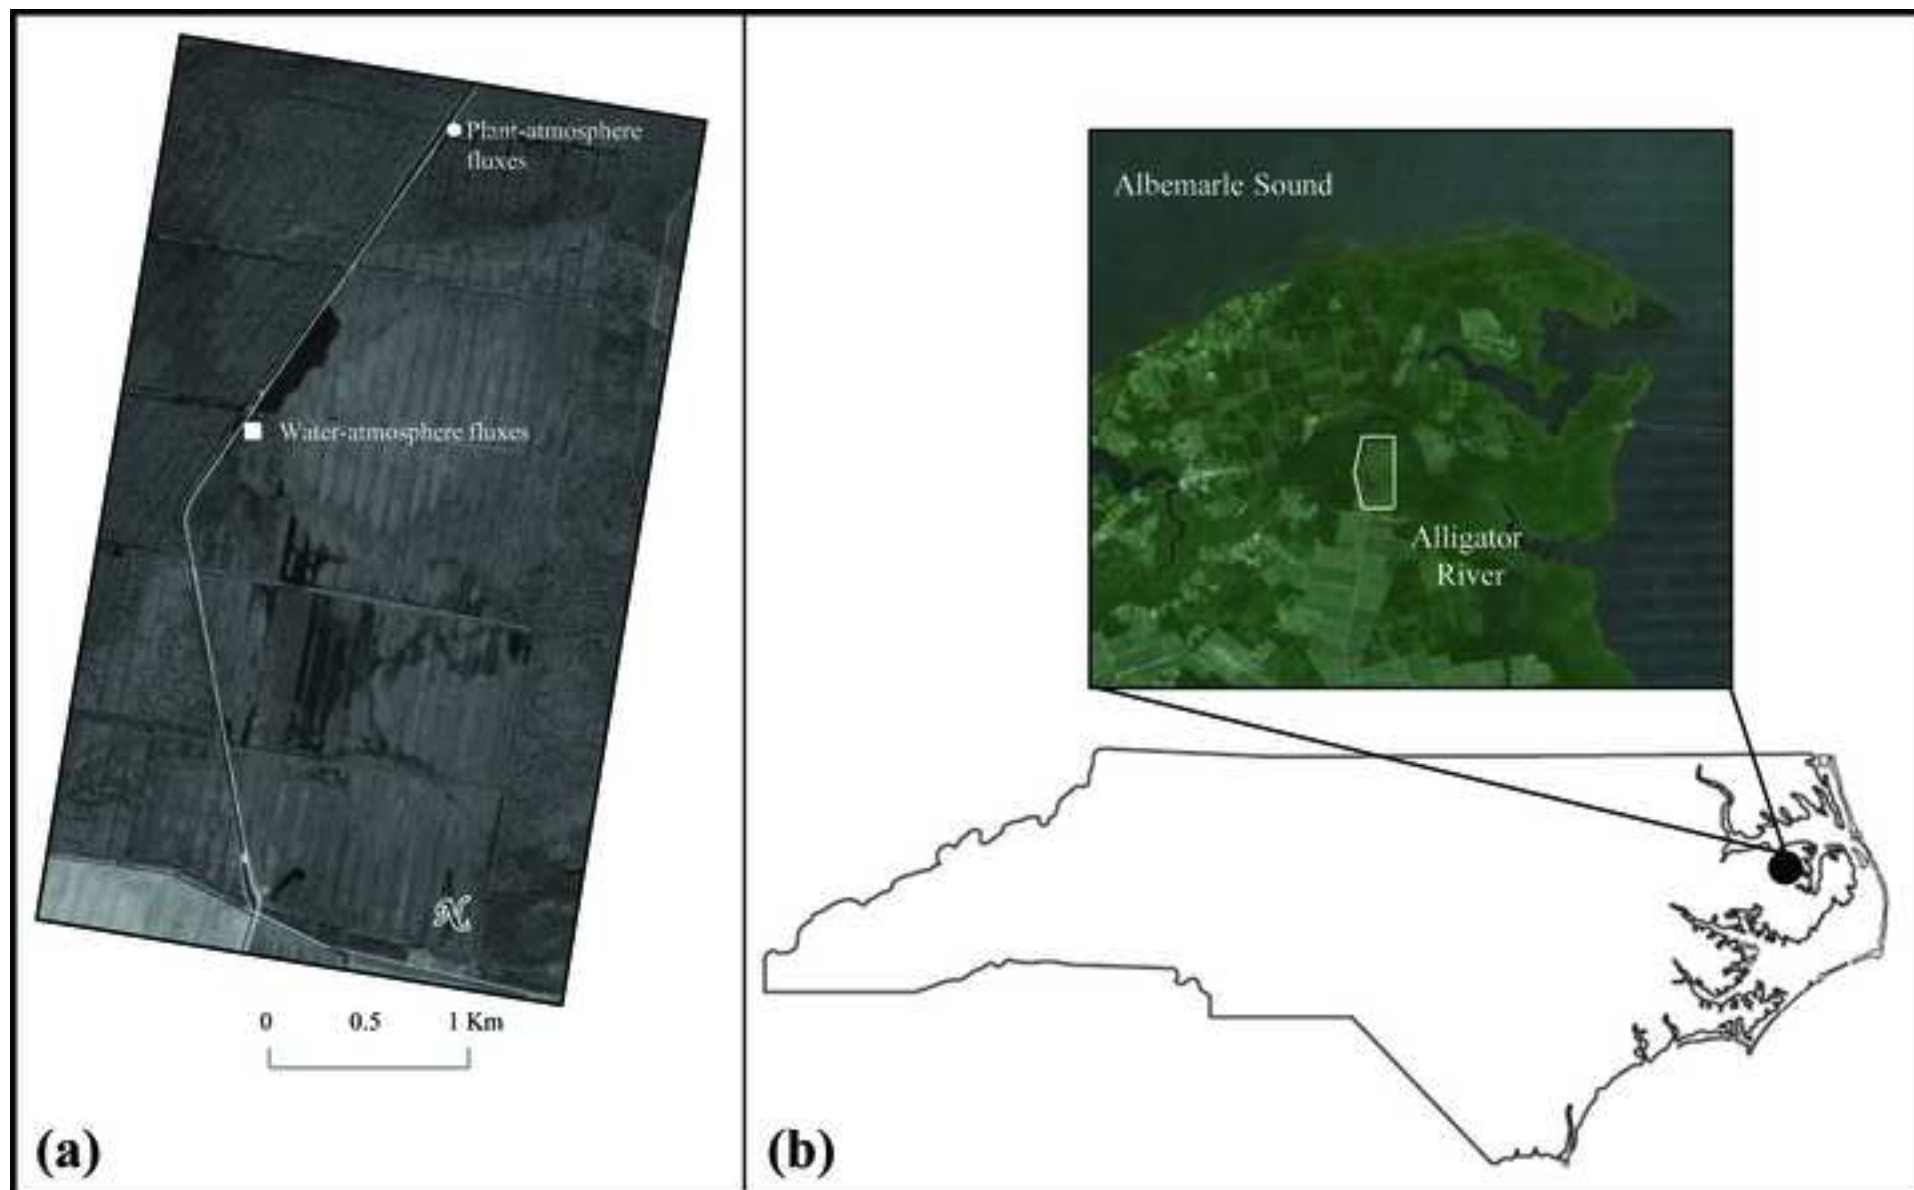 Plant-atmosphere
fluxes
Water-atmosphere fluxes
N
0 0.5 1 Km
(a)
Albemarle Sound
Alligator
River
(b)